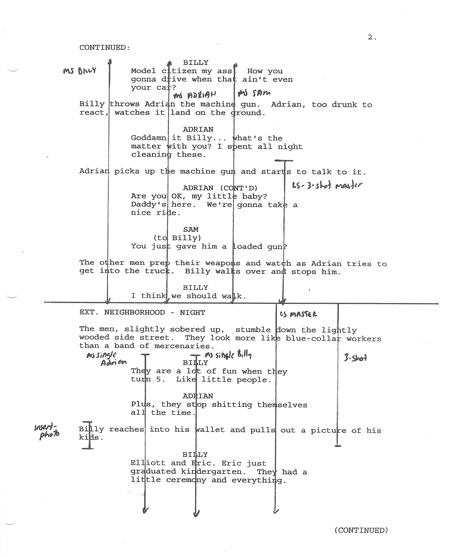 2.
CONTINUED:
BILLY
MS BILLY
Model citizen my ass! How you
gonna drive when that ain't even
your car?
MS ADRIAN
MS SAM
Billy throws Adrian the machine gun. Adrian, too drunk to
react, watches it land on the ground.
ADRIAN
Goddamn it Billy... what's the
matter with you? I spent all night
cleaning these.
Adrian picks up the machine gun and starts to talk to it.
LS - 3-shot master
ADRIAN (CONT'D)
Are you OK, my little baby?
Daddy's here. We're gonna take a
nice ride.
SAM
(to Billy)
You just gave him a loaded gun?
The other men prep their weapons and watch as Adrian tries to
get into the truck. Billy walks over and stops him.
BILLY
I think we should walk.
EXT. NEIGHBORHOOD - NIGHT
LS MASTER
The men, slightly sobered up, stumble down the lightly
wooded side street. They look more like blue-collar workers
than a band of mercenaries.
MS single
Adrian
MS single Billy
3-shot
BILLY
They are a lot of fun when they
turn 5. Like little people.
ADRIAN
Plus, they stop shitting themselves
all the time.
Insert-
photo
Billy reaches into his wallet and pulls out a picture of his
kids.
BILLY
Elliott and Eric. Eric just
graduated kindergarten. They had a
little ceremony and everything.
(CONTINUED)